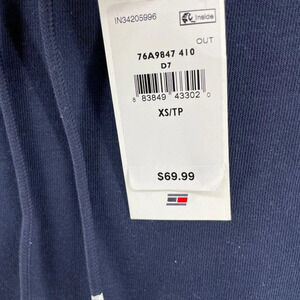 IN34205996
Inside
OUT
76A9847 410
D7
8 83849 43302 0
XS/TP
$69.99